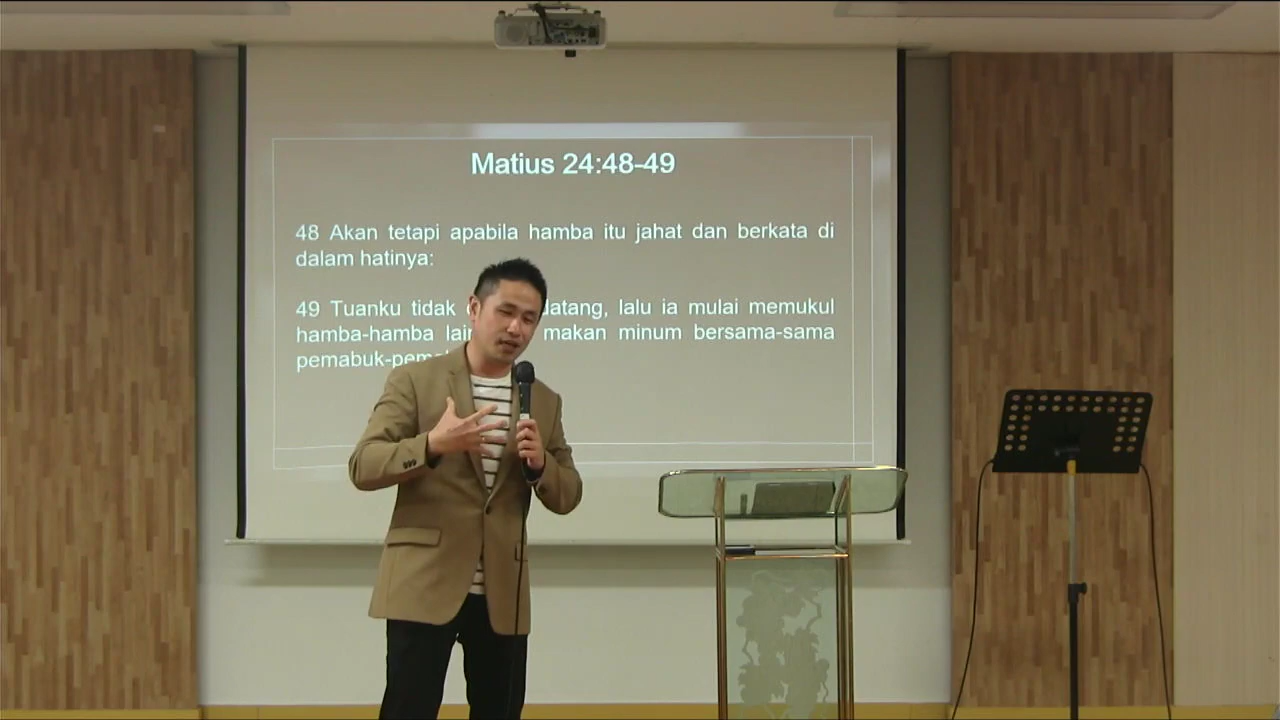 Matius 24:48-49
48 Akan tetapi apabila hamba itu jahat dan berkata di
dalam hatinya:
49 Tuanku tidak datang, lalu ia mulai memukul
hamba-hamba makan minum bersama-sama